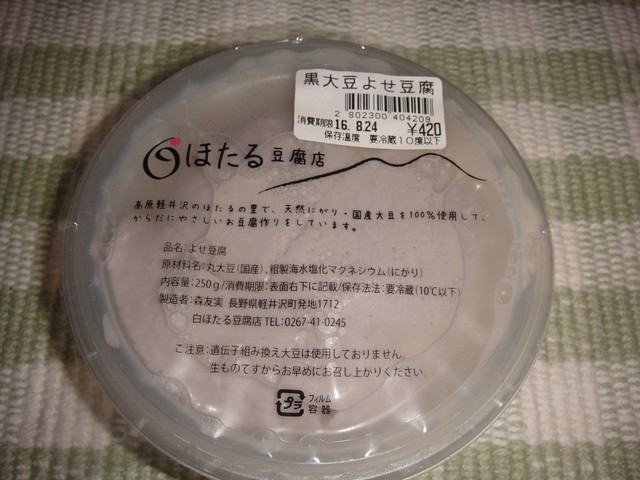 黒大豆よせ豆腐
2 802300 404209
消費期限 16. 8.24 ¥420
保存温度 要冷蔵10度以下
白ほたる豆腐店
高原軽井沢のほたるの里で、天然にがり・国産大豆を100%使用して、
からだにやさしいお豆腐作りをしています。
品名:よせ豆腐
原材料名:丸大豆(国産)、粗製海水塩化マグネシウム(にがり)
内容量:250g/消費期限:表面右下に記載/保存法法:要冷蔵(10℃以下)
製造者:森友実 長野県軽井沢町発地1712
白ほたる豆腐店 TEL:0267-41-0245
ご注意:遺伝子組み換え大豆は使用しておりません。
生ものですからお早めにお召し上がりください。
プラ フィルム
容器